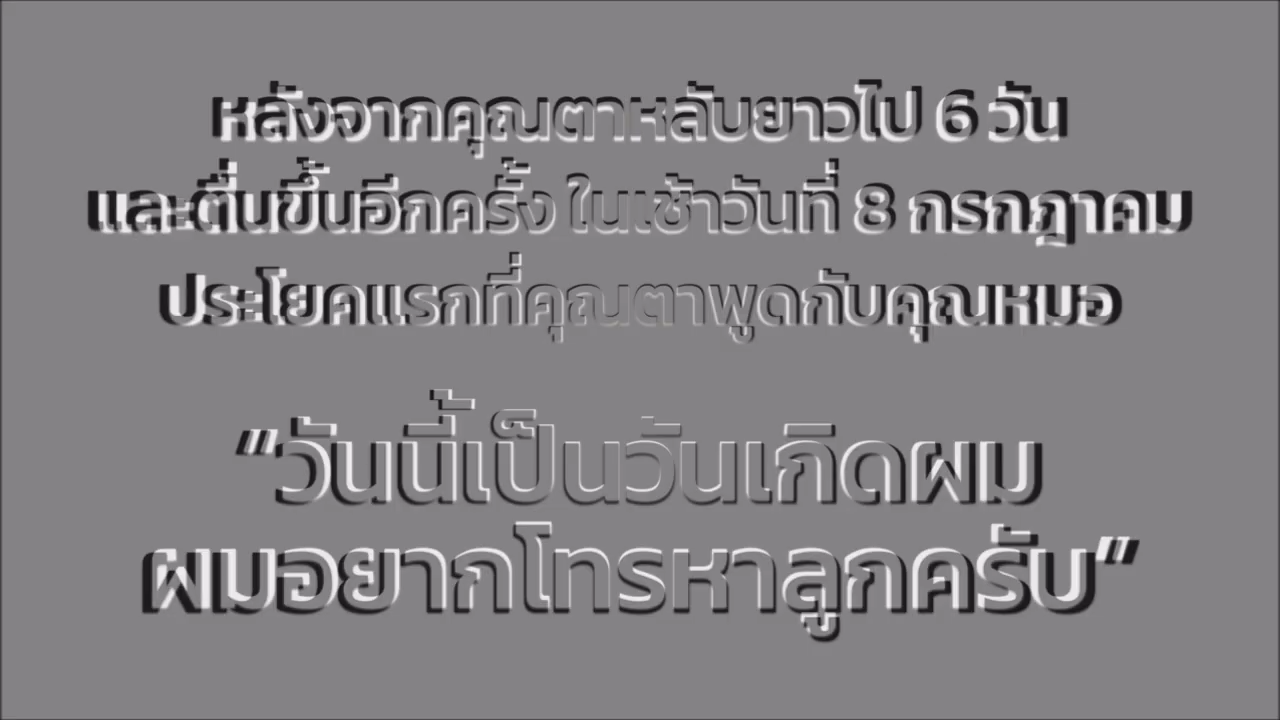 หลังจากคุณตาหลับยาวไป 6 วัน
และตื่นขึ้นอีกครั้ง ในเช้าวันที่ 8 กรกฎาคม
ประโยคแรกที่คุณตาพูดกับคุณหมอ
“วันนี้เป็นวันเกิดผม
ผมอยากโทรหาลูกครับ”